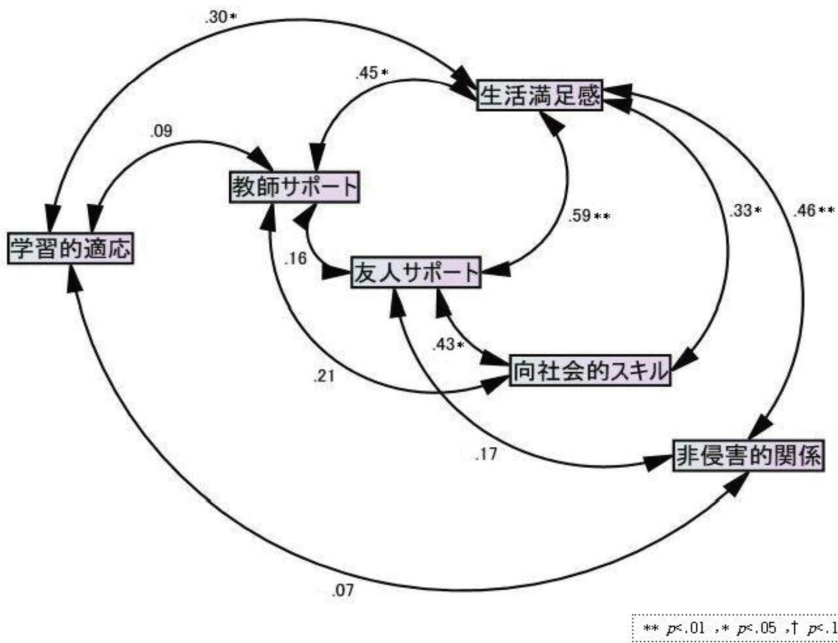 .30*
.45*
生活満足感
.09
教師サポート
.59**
.33*
.46**
学習的適応
.16
友人サポート
.43*
向社会的スキル
.21
.17
非侵害的関係
.07
** p<.01 ,* p<.05 ,† p<.1